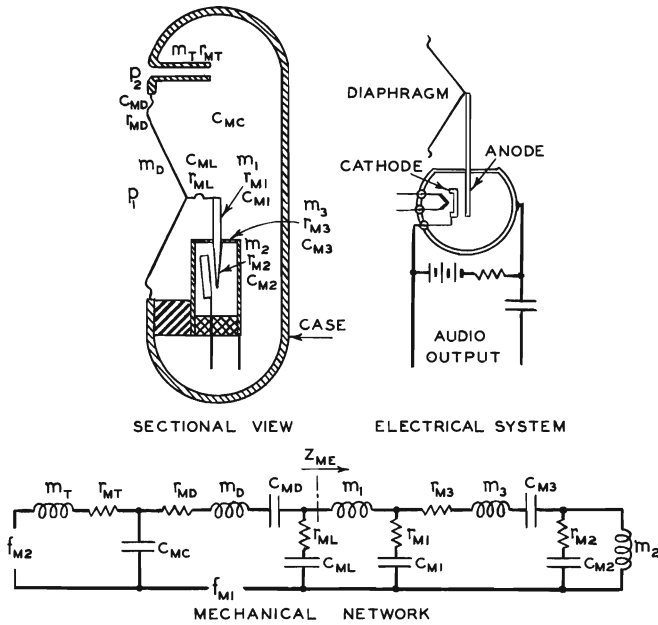 m_T r_MT
p_2
C_MD
r_MD
C_MC
m_D
C_ML
r_ML
m_1
r_M1
C_M1
p_1
m_3
r_M3
C_M3
m_2
r_M2
C_M2
CASE
SECTIONAL VIEW
DIAPHRAGM
ANODE
CATHODE
AUDIO
OUTPUT
ELECTRICAL SYSTEM
Z_ME
m_T r_MT r_MD m_D C_MD m_1 r_M3 m_3 C_M3
f_M2 C_MC r_ML r_M1 r_M2 m_2
C_ML C_M1 C_M2
f_M1
MECHANICAL NETWORK